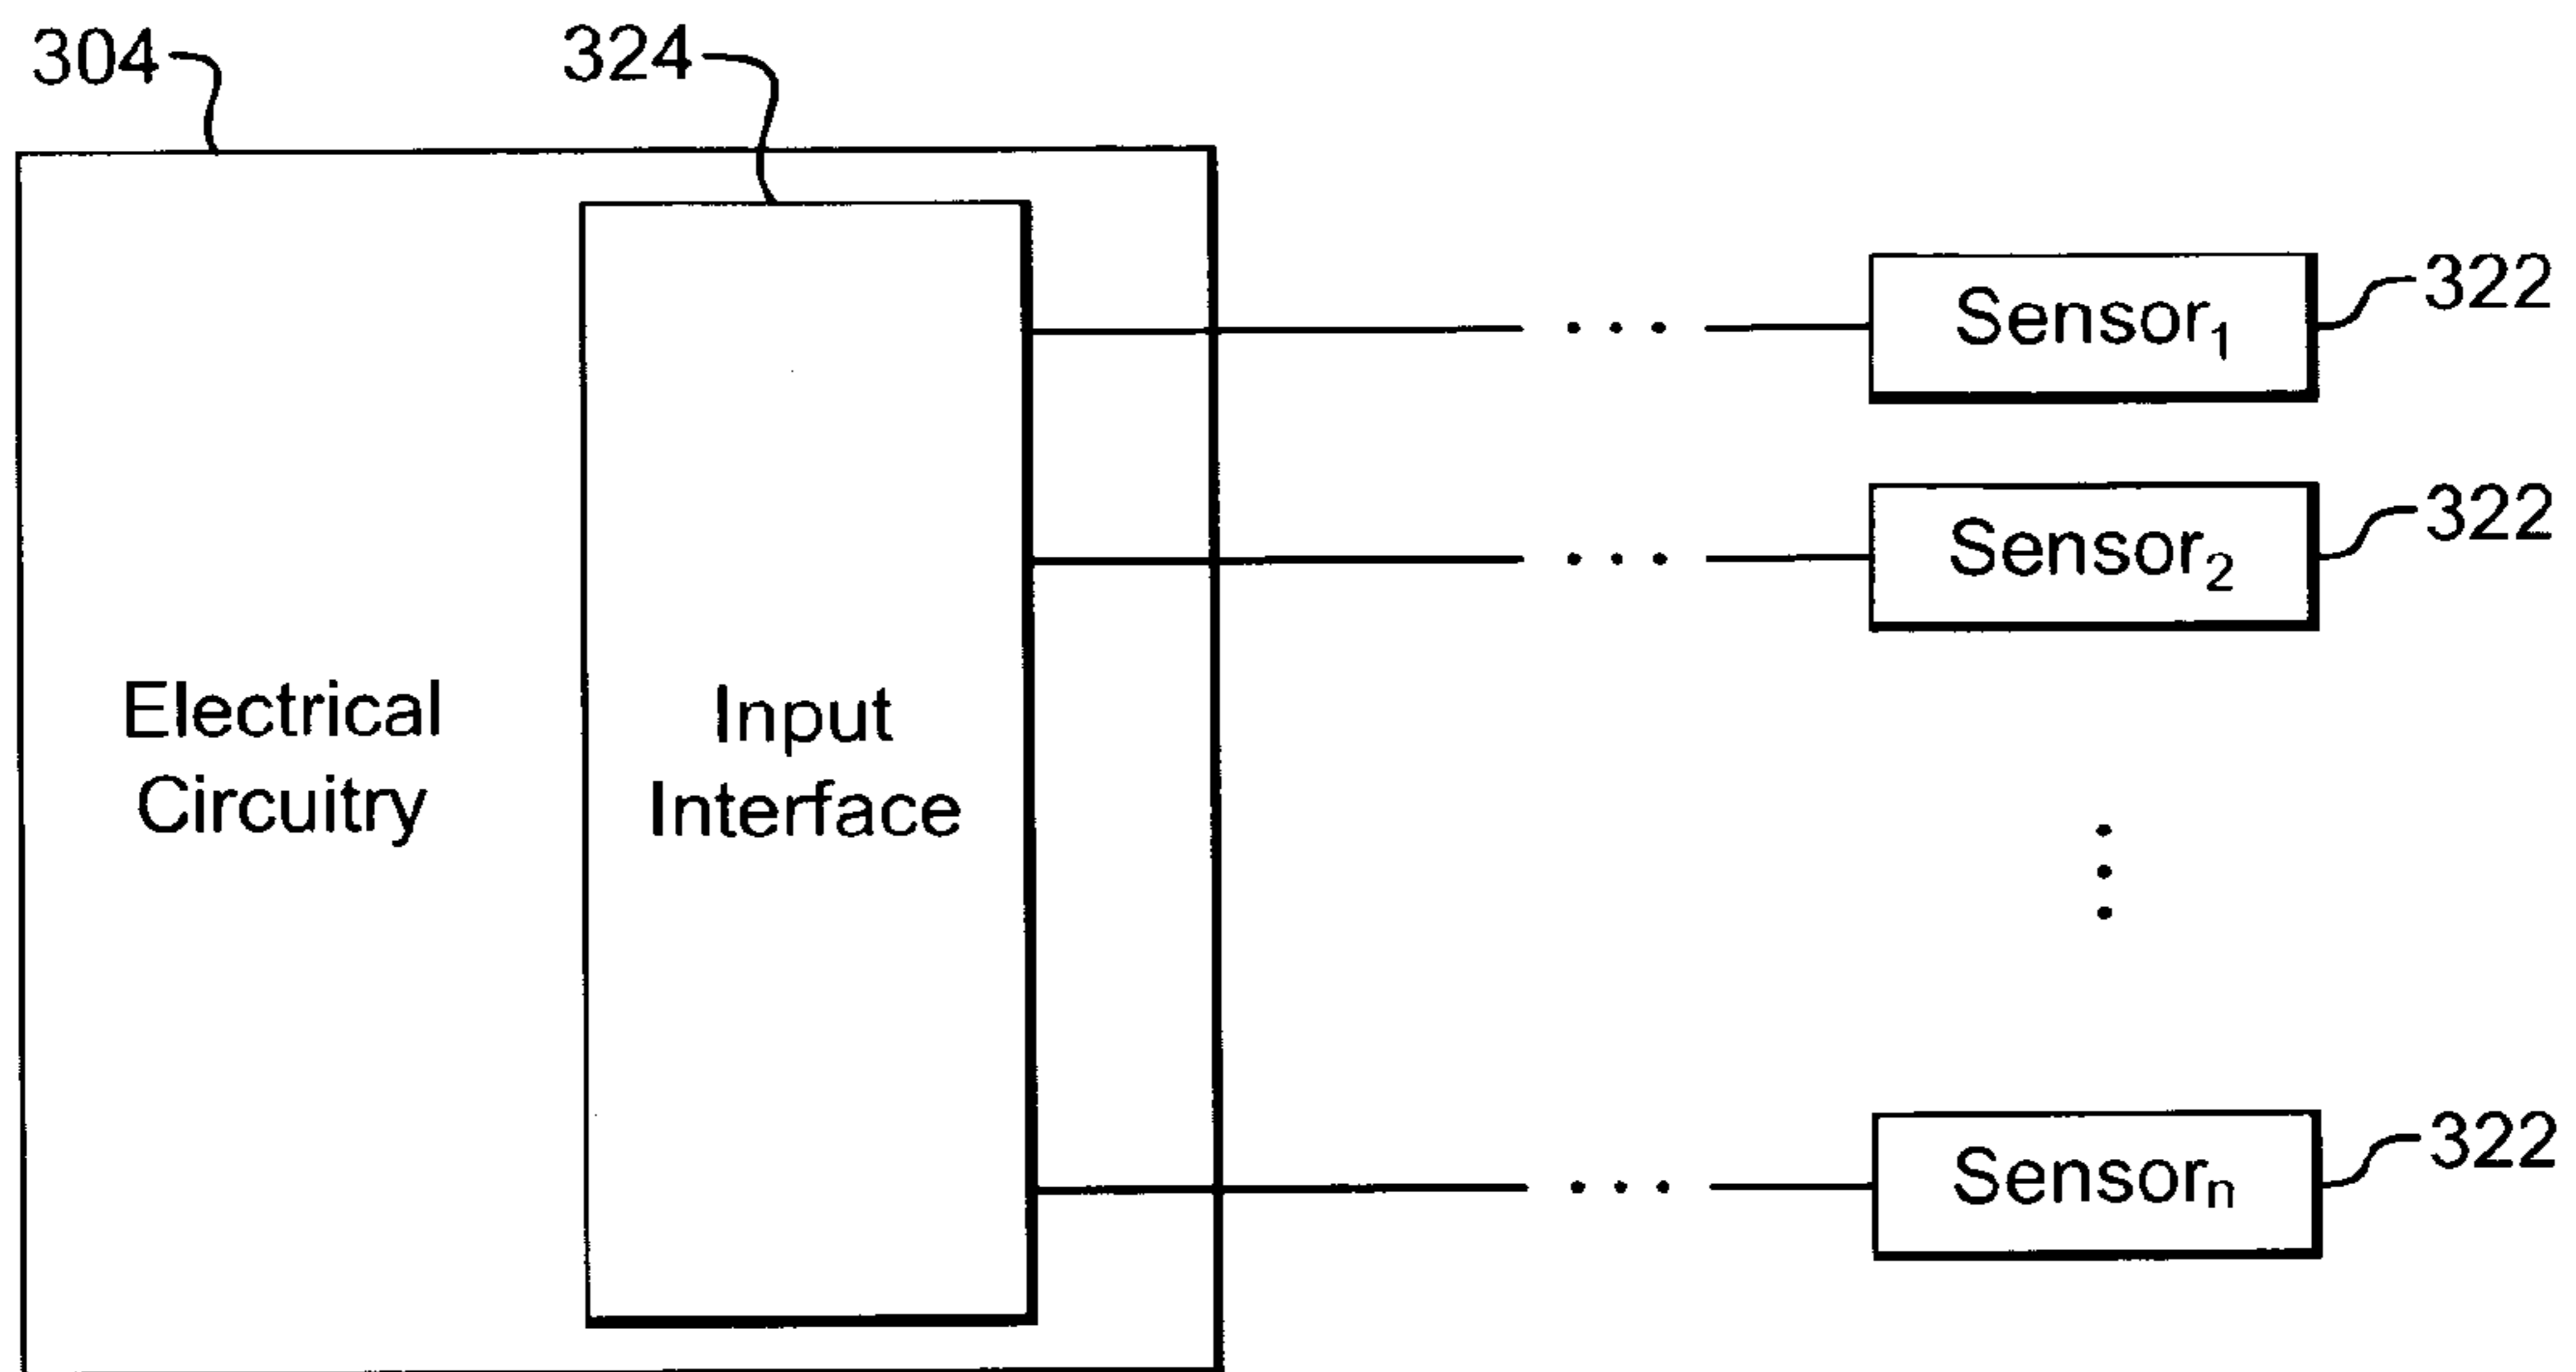 304
324
Sensor₁ 322
Sensor₂ 322
Electrical
Circuitry
Input
Interface
Sensorₙ 322